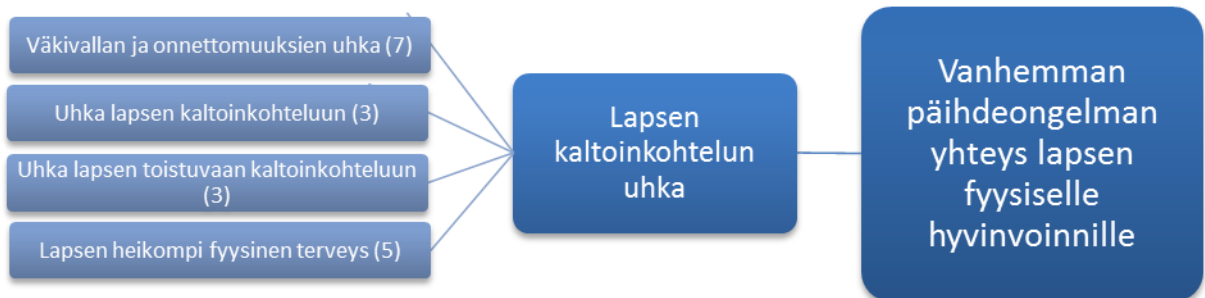 Väkivallan ja onnettomuuksien uhka (7)
Uhka lapsen kaltoinkohteluun (3)
Uhka lapsen toistuvaan kaltoinkohteluun
(3)
Lapsen heikompi fyysinen terveys (5)
Lapsen
kaltoinkohtelun
uhka
Vanhemman
päihdeongelman
yhteys lapsen
fyysiselle
hyvinvoinnille